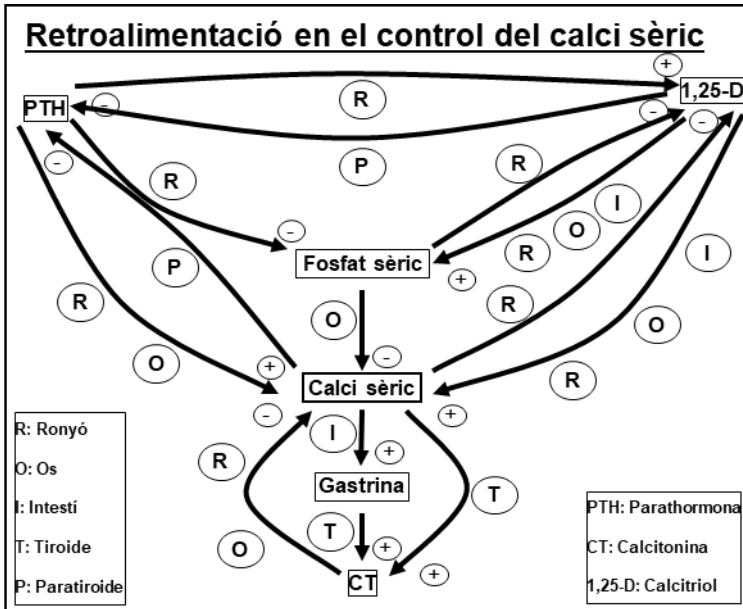 Retroalimentació en el control del calci sèric
+
PTH
-
R
1,25-D
-
-
-
P
R
R
I
O
-
P
R
Fosfat sèric
+
I
R
R
O
O
O
+
-
R
Calci sèric
-
+
R: Ronyó
O: Os
I: Intestí
T: Tiroide
P: Paratiroide
I
+
R
Gastrina
T
T
O
+
+
CT
PTH: Parathormona
CT: Calcitonina
1,25-D: Calcitriol